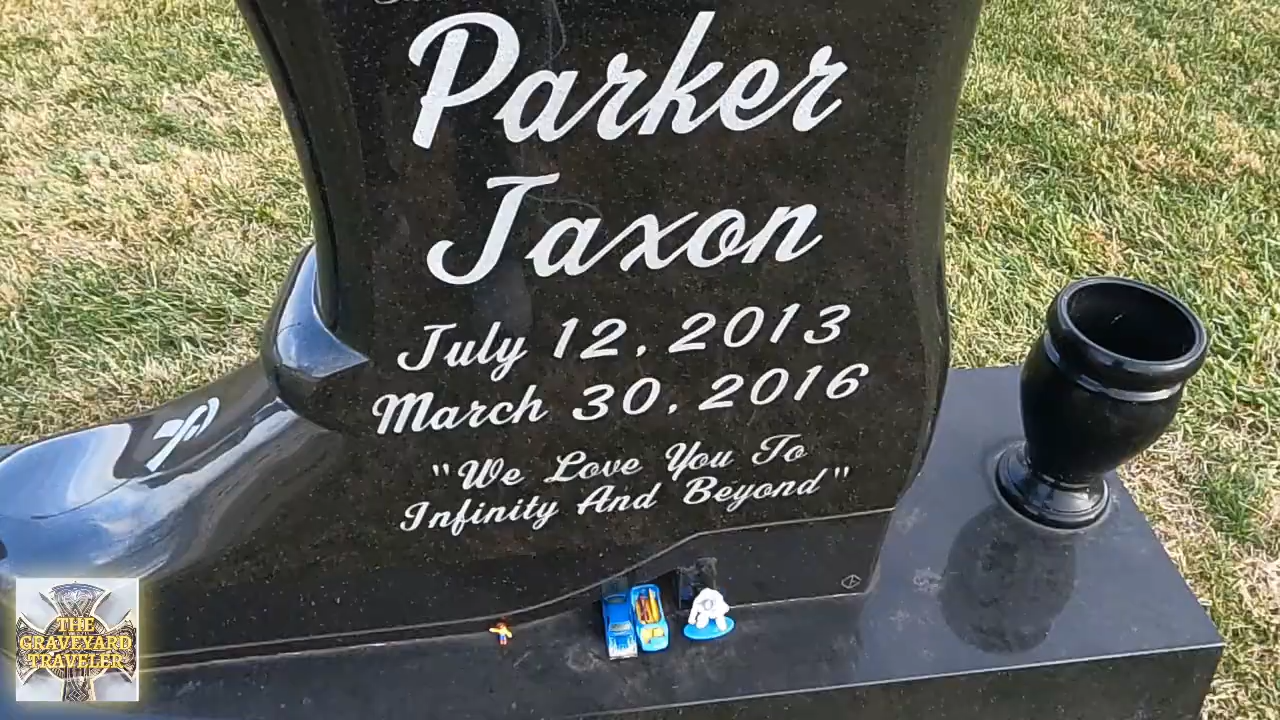 Parker
Jaxon
July 12, 2013
March 30, 2016
"We Love You To
Infinity And Beyond"
THE
GRAVEYARD
TRAVELER